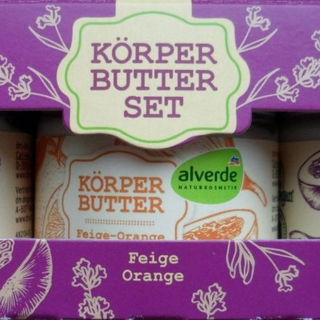 KÖRPER
BUTTER
SET
KÖRPER
BUTTER
Feige-Orange
alverde
NATURKOSMETIK
Feige
Orange